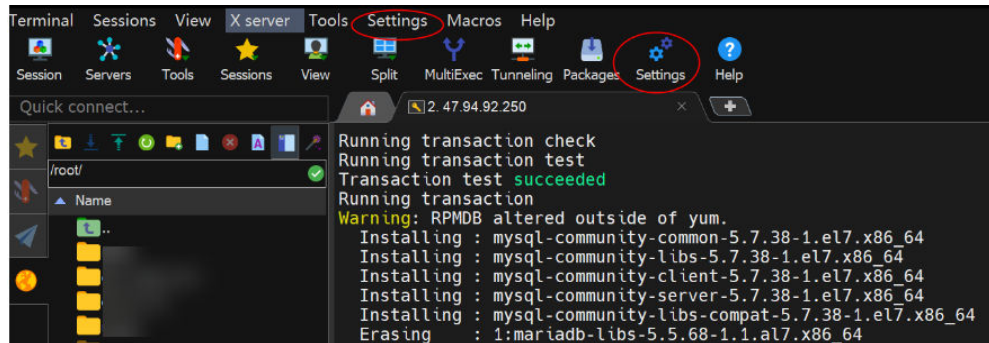 Terminal Sessions View X server Tools Settings Macros Help
Session Servers Tools Sessions View Split MultiExec Tunneling Packages Settings Help
Quick connect...
2. 47.94.92.250
/root/
Name
..
Running transaction check
Running transaction test
Transaction test succeeded
Running transaction
Warning: RPMDB altered outside of yum.
Installing : mysql-community-common-5.7.38-1.el7.x86_64
Installing : mysql-community-libs-5.7.38-1.el7.x86_64
Installing : mysql-community-client-5.7.38-1.el7.x86_64
Installing : mysql-community-server-5.7.38-1.el7.x86_64
Installing : mysql-community-libs-compat-5.7.38-1.el7.x86_64
Erasing : 1:mariadb-libs-5.5.68-1.1.al7.x86_64